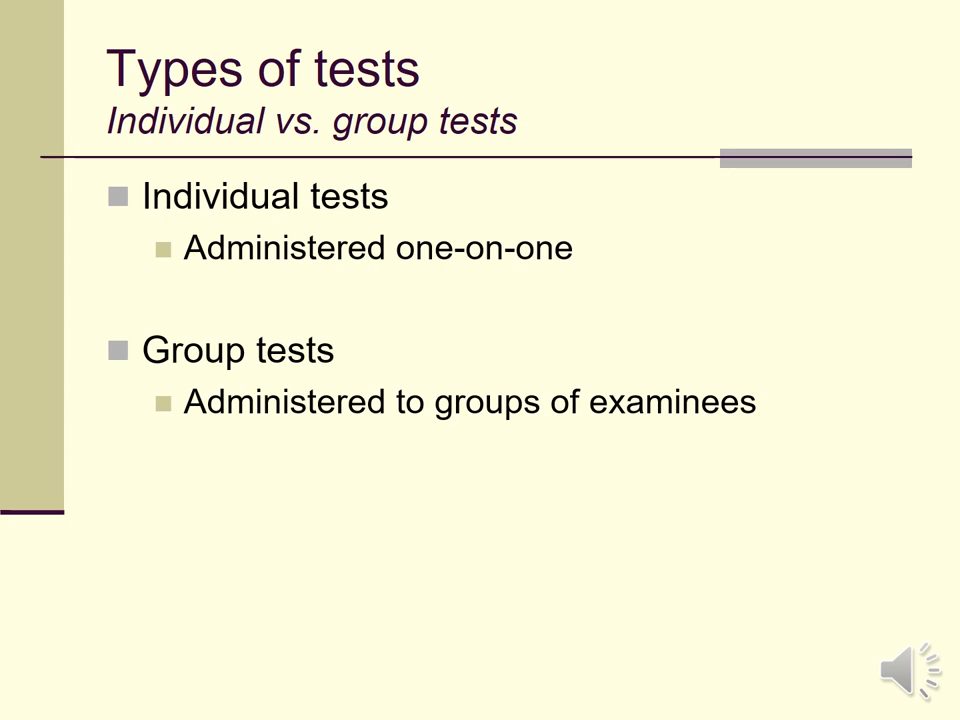 Types of tests
Individual vs. group tests
Individual tests
Administered one-on-one
Group tests
Administered to groups of examinees